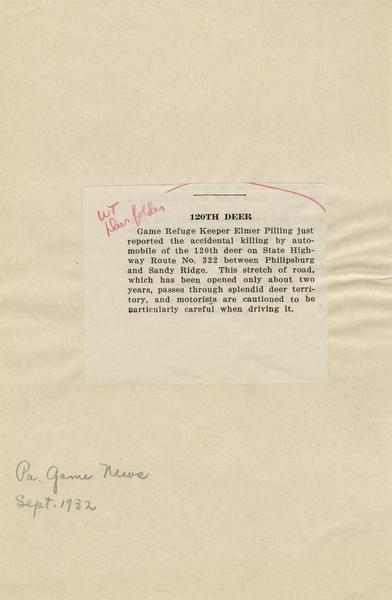 WT
Deer folder
120TH DEER
Game Refuge Keeper Elmer Pilling just
reported the accidental killing by auto-
mobile of the 120th deer on State High-
way Route No. 322 between Philipsburg
and Sandy Ridge. This stretch of road,
which has been opened only about two
years, passes through splendid deer terri-
tory, and motorists are cautioned to be
particularly careful when driving it.
Pa. Game News
Sept. 1932